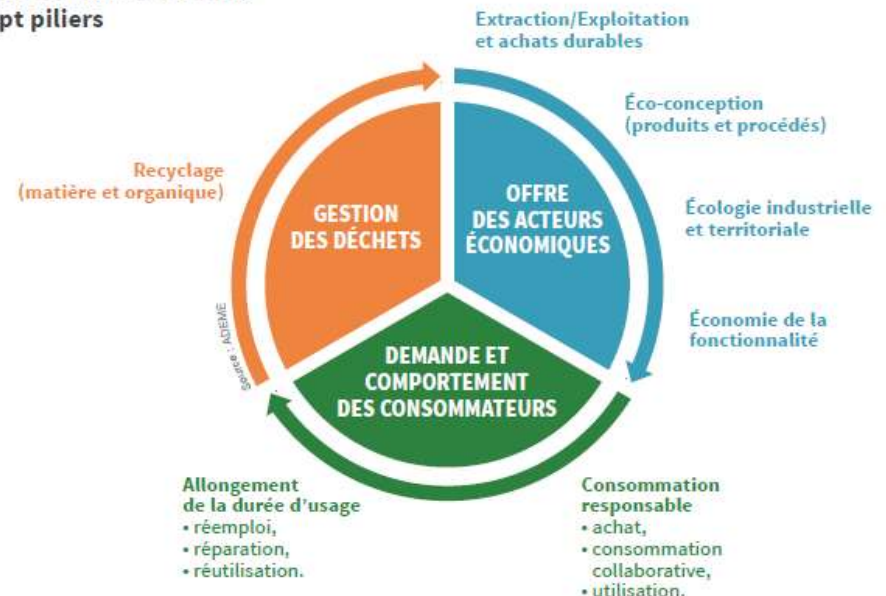 pt piliers
Extraction/Exploitation
et achats durables
Éco-conception
(produits et procédés)
Écologie industrielle
et territoriale
Économie de la
fonctionnalité
Recyclage
(matière et organique)
GESTION
DES DÉCHETS
OFFRE
DES ACTEURS
ÉCONOMIQUES
DEMANDE ET
COMPORTEMENT
DES CONSOMMATEURS
Source : ADEME
Allongement
de la durée d'usage
• réemploi,
• réparation,
• réutilisation.
Consommation
responsable
• achat,
• consommation
collaborative,
• utilisation.